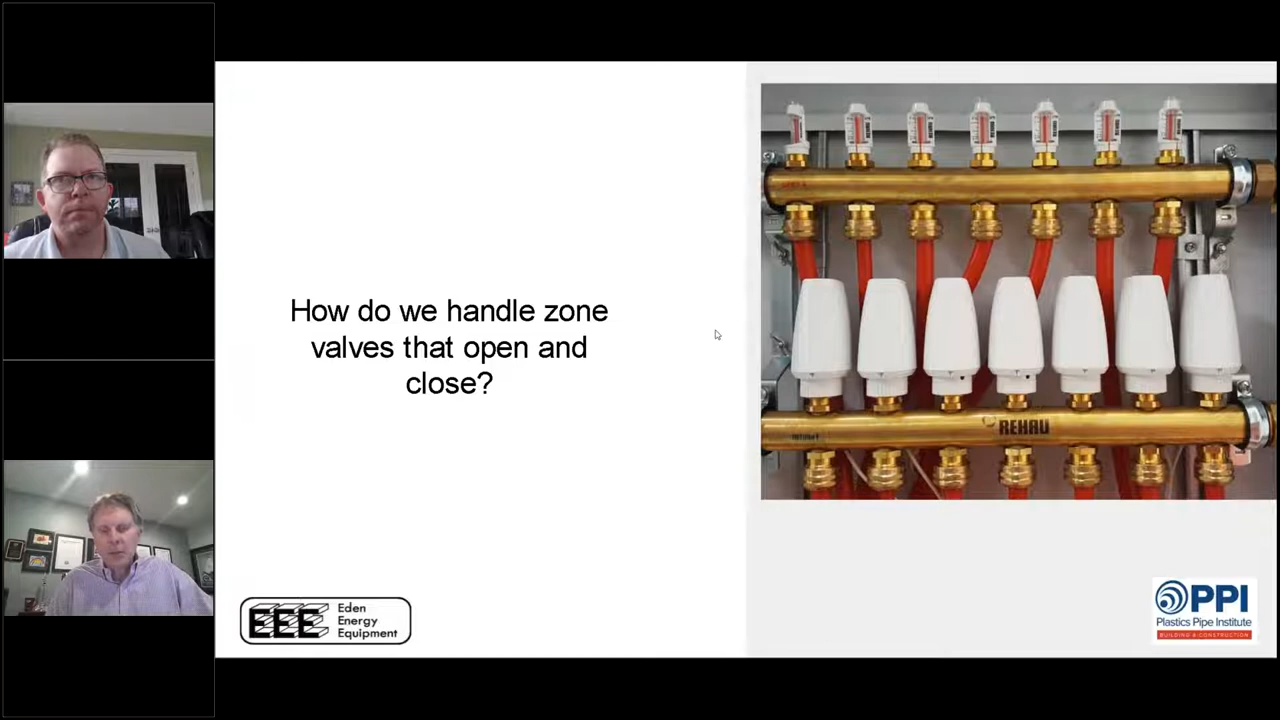 How do we handle zone
valves that open and
close?
REHAU
EEE
Eden
Energy
Equipment
PPI
Plastics Pipe Institute
BUILDING & CONSTRUCTION